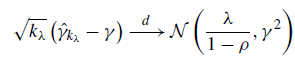 √k_λ (γ̂_{k_λ} − γ) →^d 𝒩(λ/(1 − ρ), γ²)